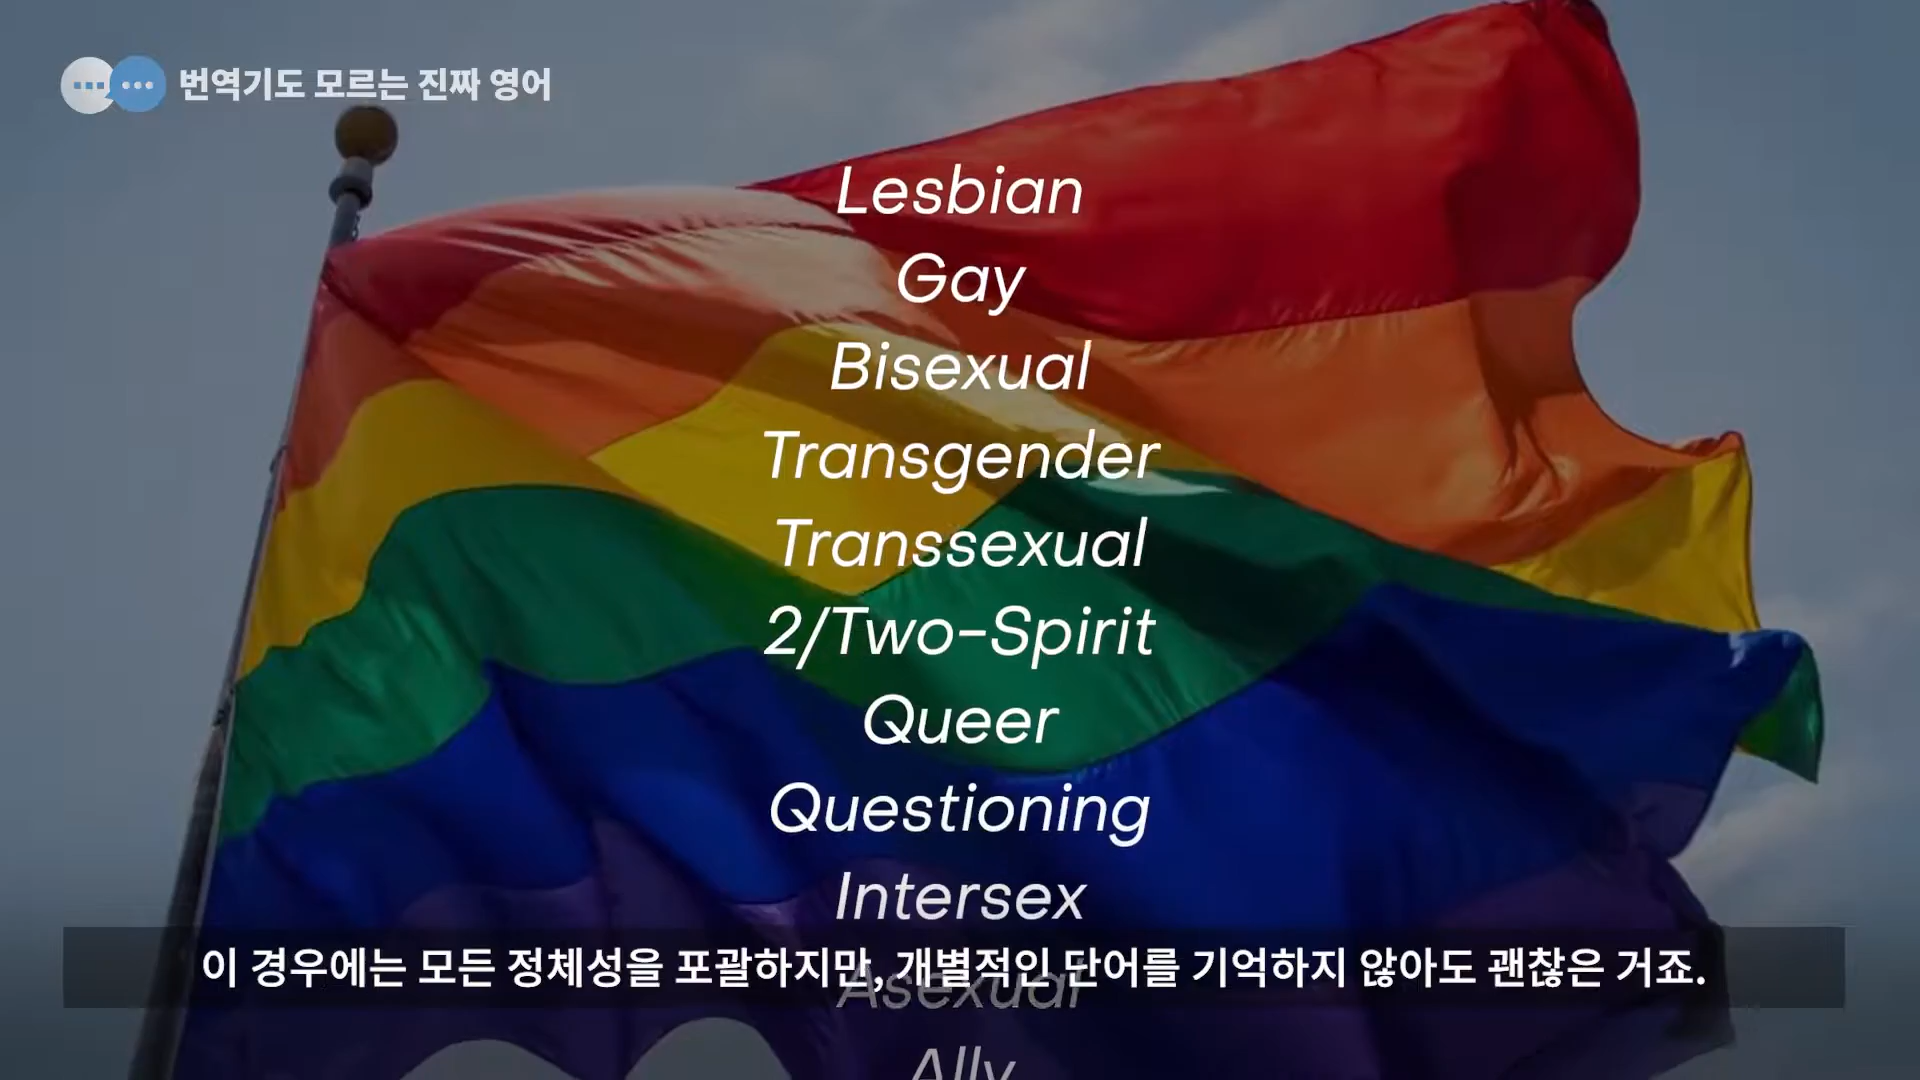 번역기도 모르는 진짜 영어
Lesbian
Gay
Bisexual
Transgender
Transsexual
2/Two-Spirit
Queer
Questioning
Intersex
이 경우에는 모든 정체성을 포괄하지만, 개별적인 단어를 기억하지 않아도 괜찮은 거죠.
Asexual
Ally